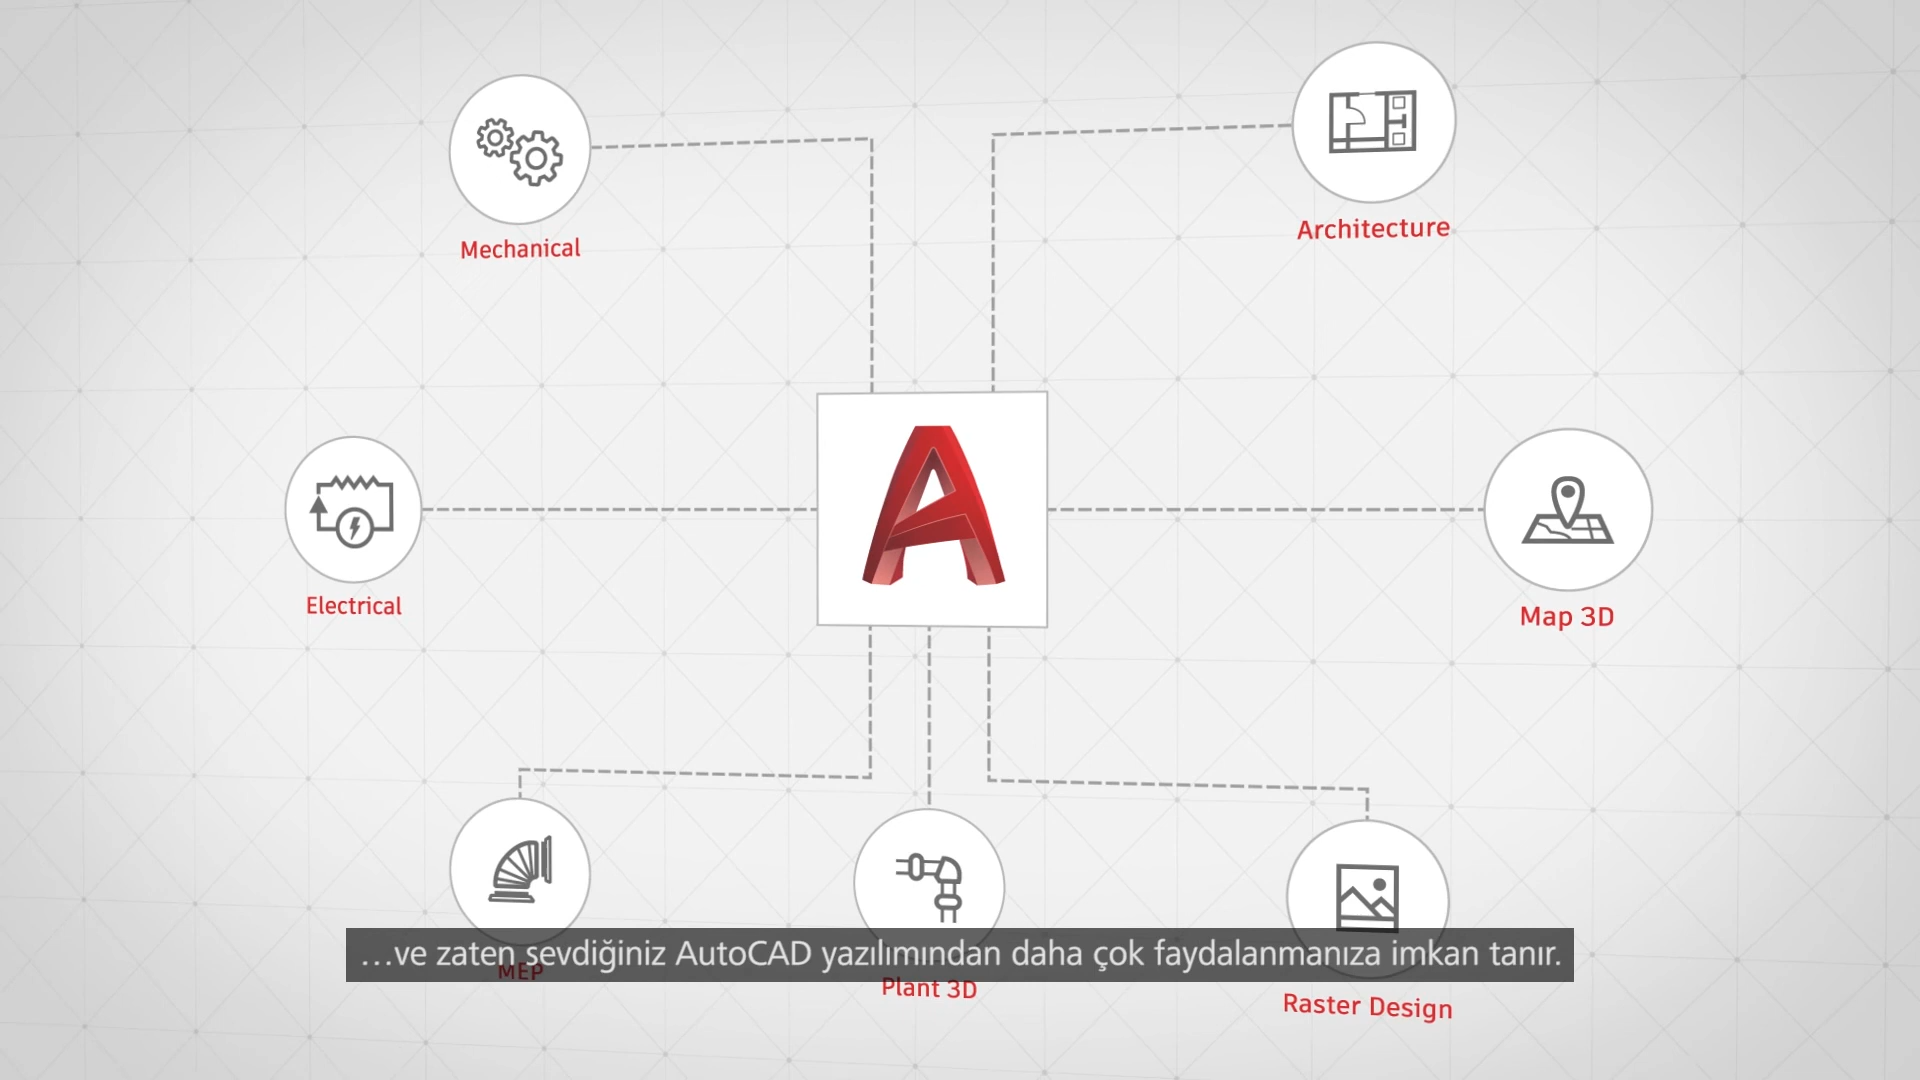 Architecture
Mechanical
Electrical
Map 3D
…ve zaten sevdiğiniz AutoCAD yazılımından daha çok faydalanmanıza imkan tanır.
MEP
Plant 3D
Raster Design